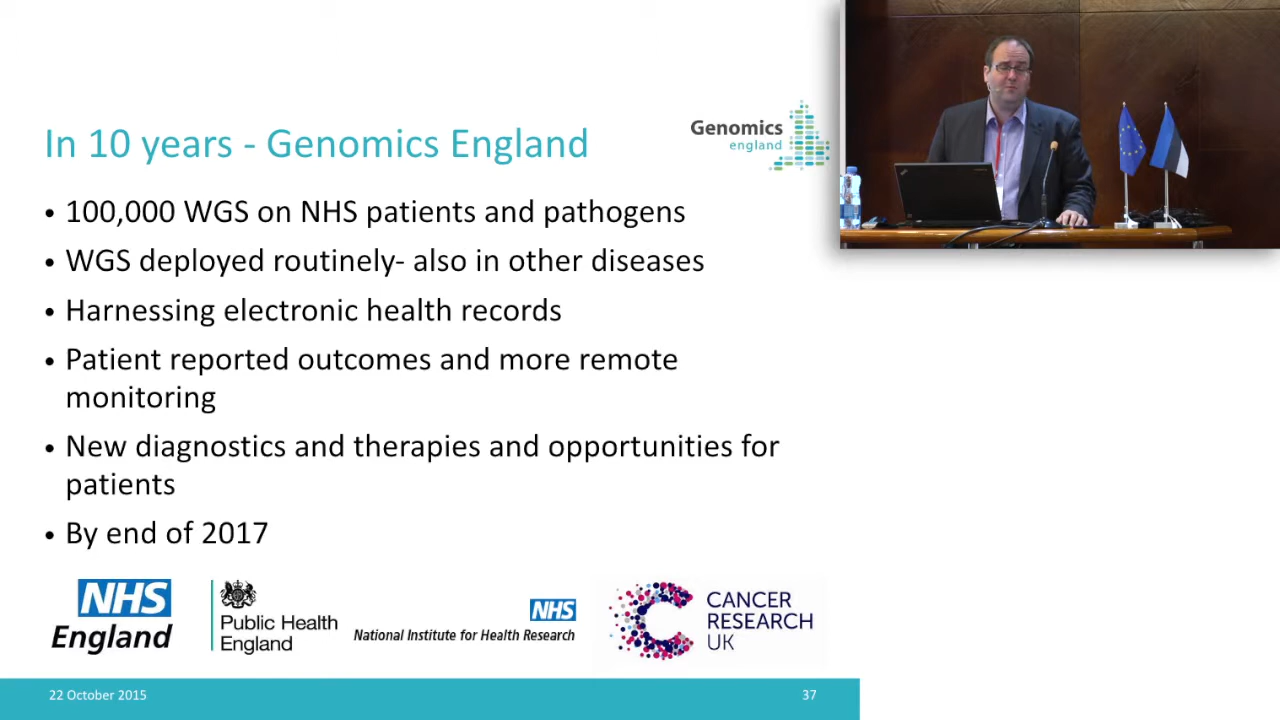 In 10 years - Genomics England
Genomics
england
• 100,000 WGS on NHS patients and pathogens
• WGS deployed routinely- also in other diseases
• Harnessing electronic health records
• Patient reported outcomes and more remote
monitoring
• New diagnostics and therapies and opportunities for
patients
• By end of 2017
NHS
England
Public Health
England
NHS
National Institute for Health Research
CANCER
RESEARCH
UK
22 October 2015
37